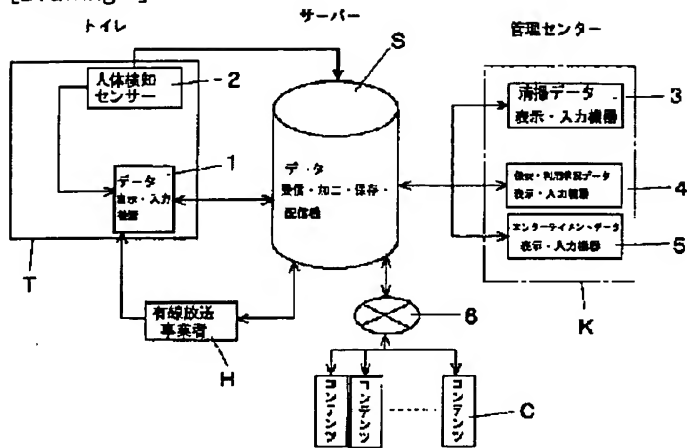 トイレ
サーバー
管理センター
人体検知
センサー
2
S
清掃データ
表示・入力機器
3
1
データ
表示・入力
データ
受信・加工・保存・
配信機
データ
表示・入力機器
4
エンターテイメントデータ
表示・入力機器
5
T
有線放送
事業者
H
6
K
コンテンツ
コンテンツ
コンテンツ
C